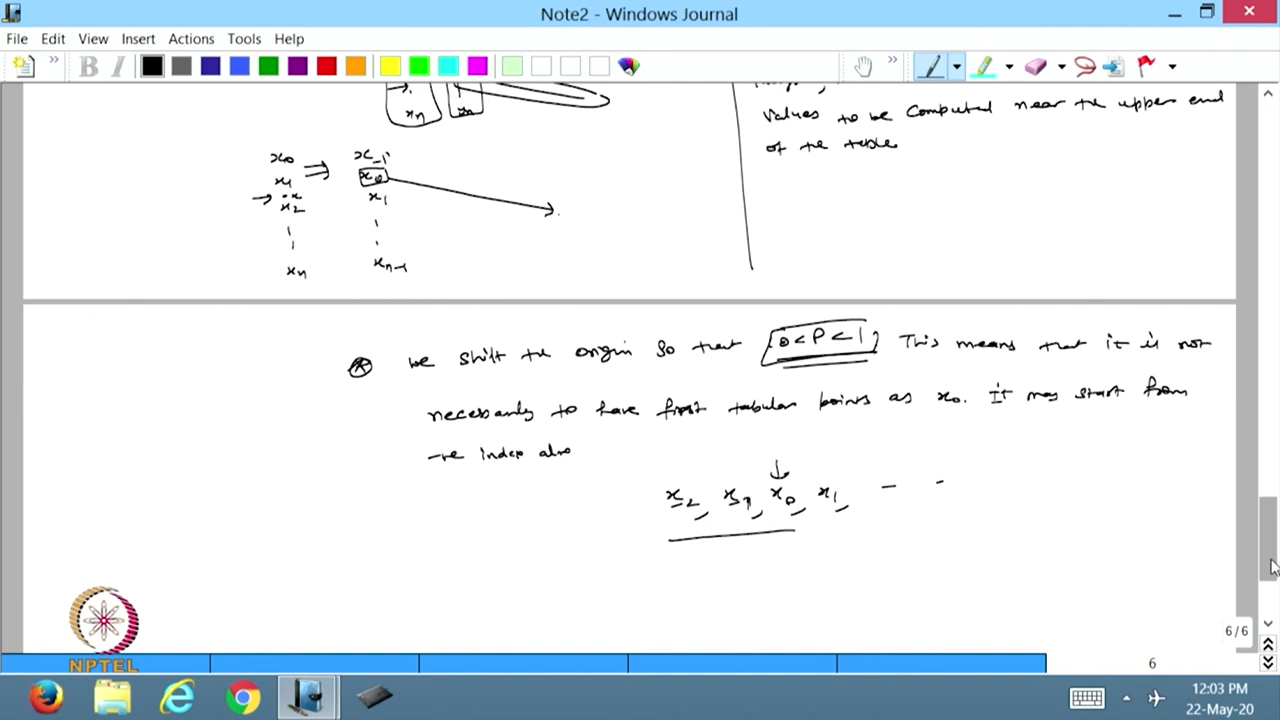 Note2 - Windows Journal
File Edit View Insert Actions Tools Help
B I
xn xn
values to be computed near the upper end
of the table
x0 x-1
x1 x0
x x1
x2
xn xn-1
we shift the origin so that 0<P<1 This means that it is not
necessarily to have first tabular points as x0. It may start from
-ve index also
x-2, x-1, x0, x1, - -
NPTEL
6/6
6
12:03 PM
22-May-20